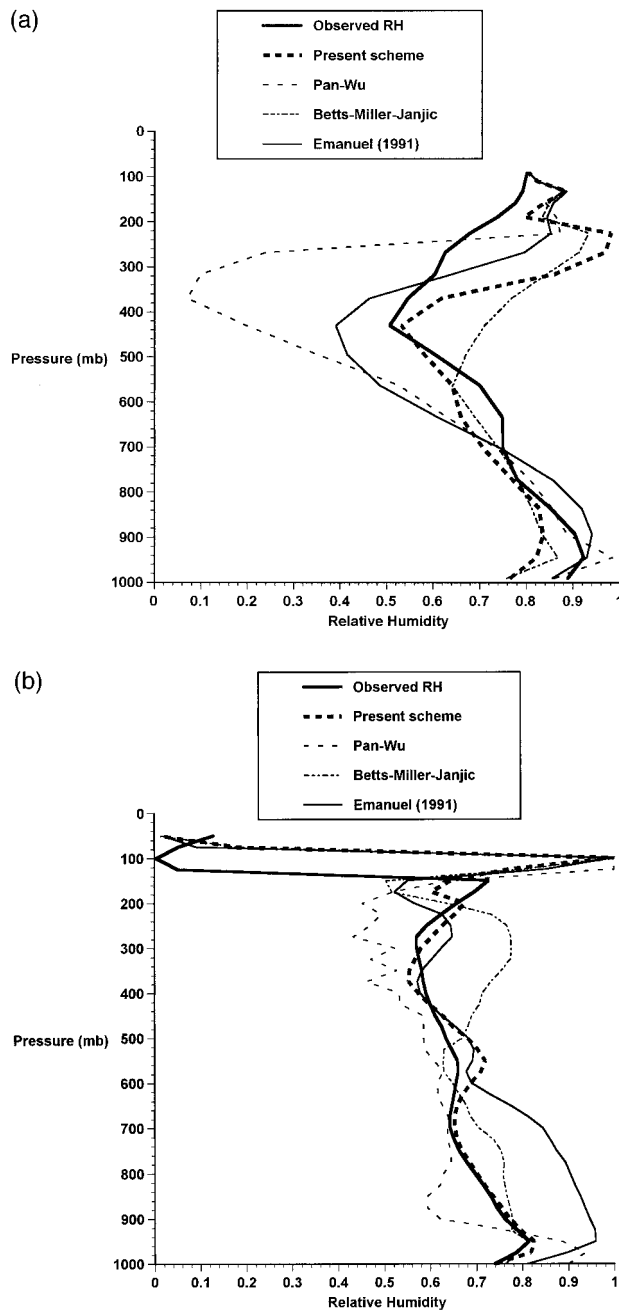 (a)
Observed RH
Present scheme
Pan-Wu
Betts-Miller-Janjic
Emanuel (1991)
0
100
200
300
400
Pressure (mb)
500
600
700
800
900
1000
0 0.1 0.2 0.3 0.4 0.5 0.6 0.7 0.8 0.9 1
Relative Humidity
(b)
Observed RH
Present scheme
Pan-Wu
Betts-Miller-Janjic
Emanuel (1991)
0
100
200
300
400
Pressure (mb)
500
600
700
800
900
1000
0 0.1 0.2 0.3 0.4 0.5 0.6 0.7 0.8 0.9 1
Relative Humidity